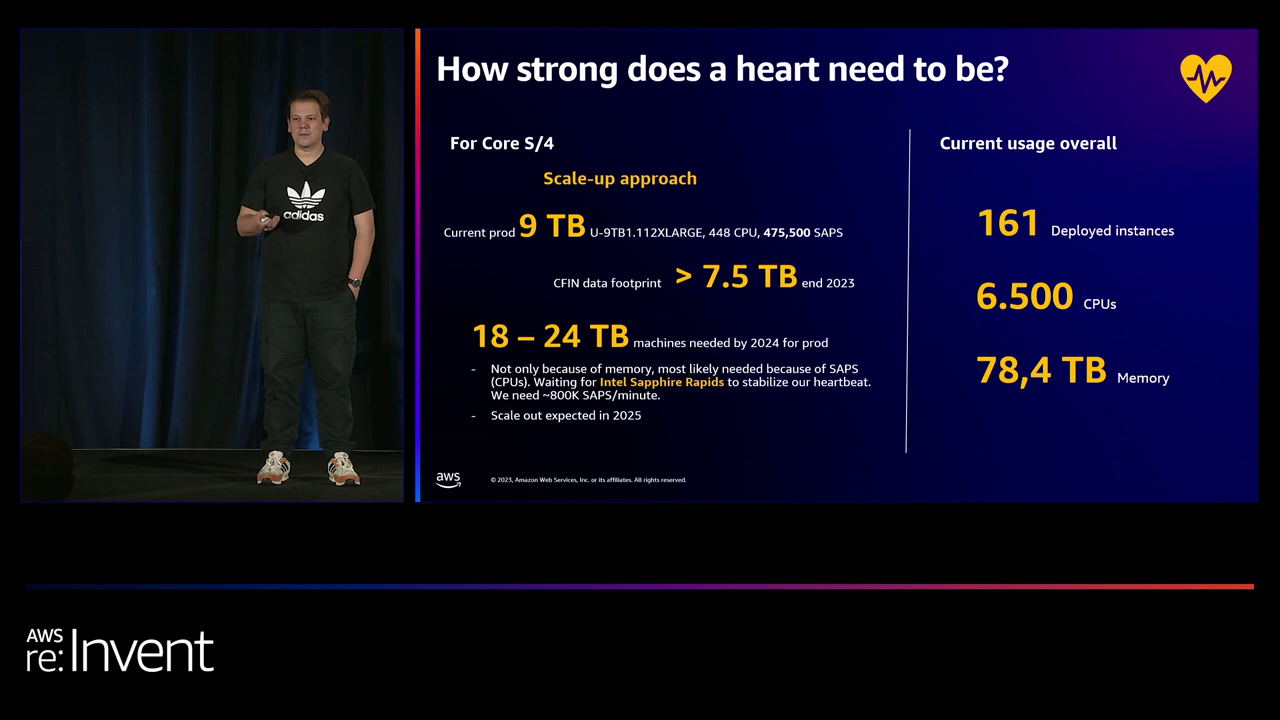 adidas
How strong does a heart need to be?
For Core S/4
Scale-up approach
Current prod 9 TB U-9TB1.112XLARGE, 448 CPU, 475,500 SAPS
CFIN data footprint > 7.5 TB end 2023
18 – 24 TB machines needed by 2024 for prod
- Not only because of memory, most likely needed because of SAPS
(CPUs). Waiting for Intel Sapphire Rapids to stabilize our heartbeat.
We need ~800K SAPS/minute.
- Scale out expected in 2025
Current usage overall
161 Deployed instances
6.500 CPUs
78,4 TB Memory
aws
© 2023, Amazon Web Services, Inc. or its affiliates. All rights reserved.
AWS
re:Invent